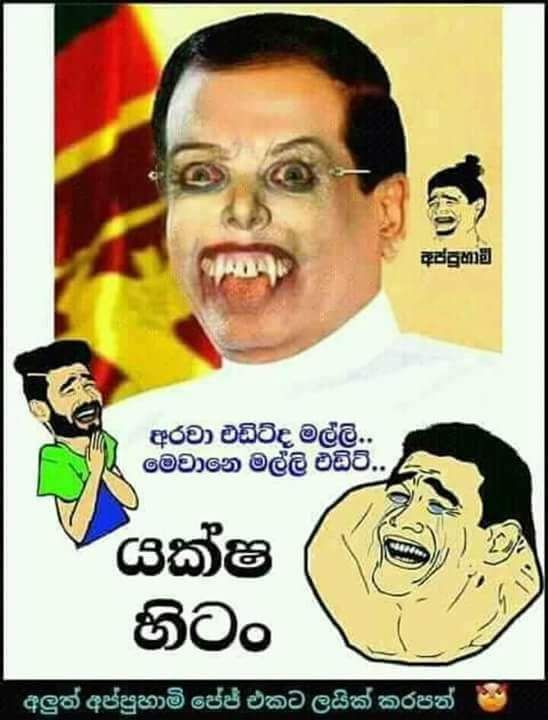 අප්පුහාමි
අරවා එඩිට්ද මල්ලි..
මේවානෙ මල්ලි එඩිට්..
යක්ෂ
හිටං
අලුත් අප්පුහාමි පේජ් එකට ලයික් කරපන්